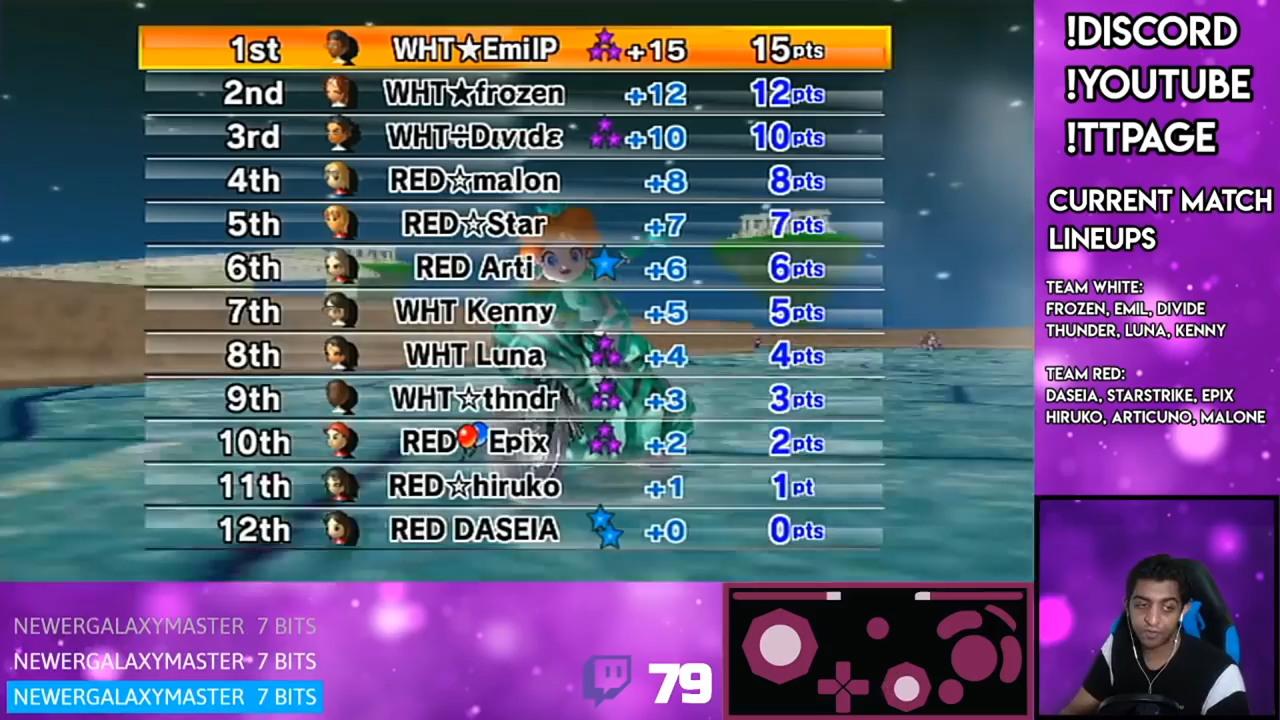 1st WHT★EmilP +15 15pts
2nd WHT★frozen +12 12pts
3rd WHT÷Dιvιdε +10 10pts
4th RED☆malon +8 8pts
5th RED☆Star +7 7pts
6th RED Arti +6 6pts
7th WHT Kenny +5 5pts
8th WHT Luna +4 4pts
9th WHT☆thndr +3 3pts
10th RED🎈Epix +2 2pts
11th RED☆hiruko +1 1pt
12th RED DASEIA +0 0pts
!DISCORD
!YOUTUBE
!TTPAGE
CURRENT MATCH
LINEUPS
TEAM WHITE:
FROZEN, EMIL, DIVIDE
THUNDER, LUNA, KENNY
TEAM RED:
DASEIA, STARSTRIKE, EPIX
HIRUKO, ARTICUNO, MALONE
NEWERGALAXYMASTER 7 BITS
NEWERGALAXYMASTER 7 BITS
NEWERGALAXYMASTER 7 BITS
79